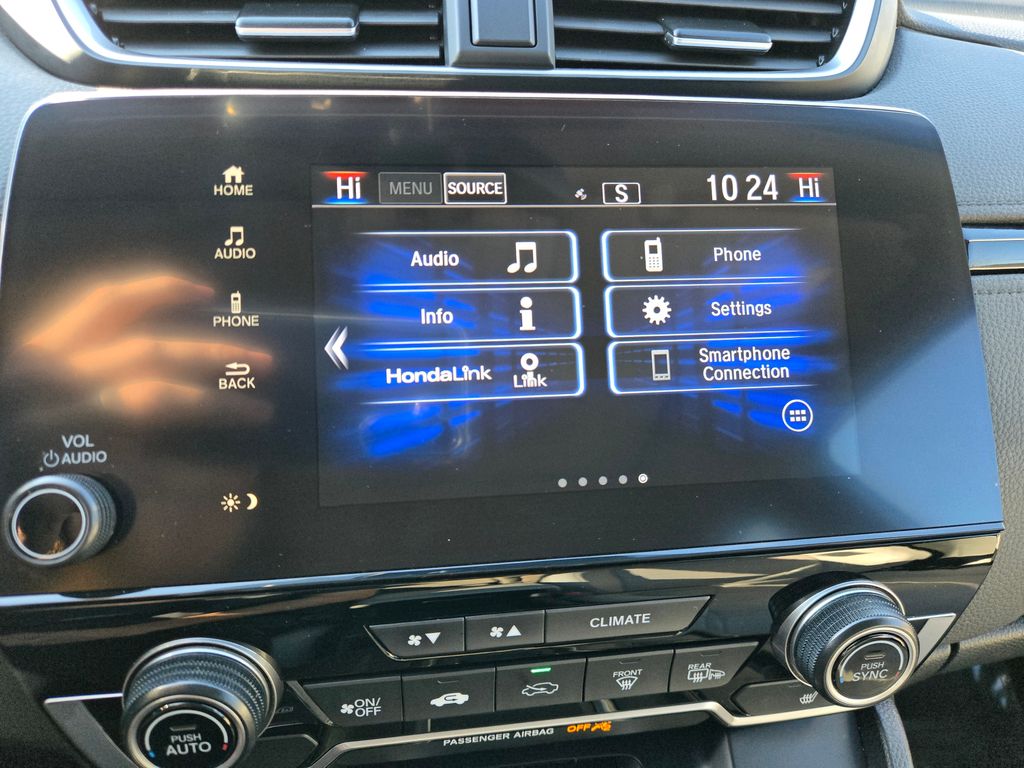 HOME
AUDIO
PHONE
BACK
VOL
AUDIO
Hi MENU SOURCE S 10 24 Hi
Audio
Phone
Info
Settings
HondaLink Link
Smartphone
Connection
CLIMATE
ON/
OFF
FRONT
REAR
PUSH
AUTO
PUSH
SYNC
PASSENGER AIRBAG OFF